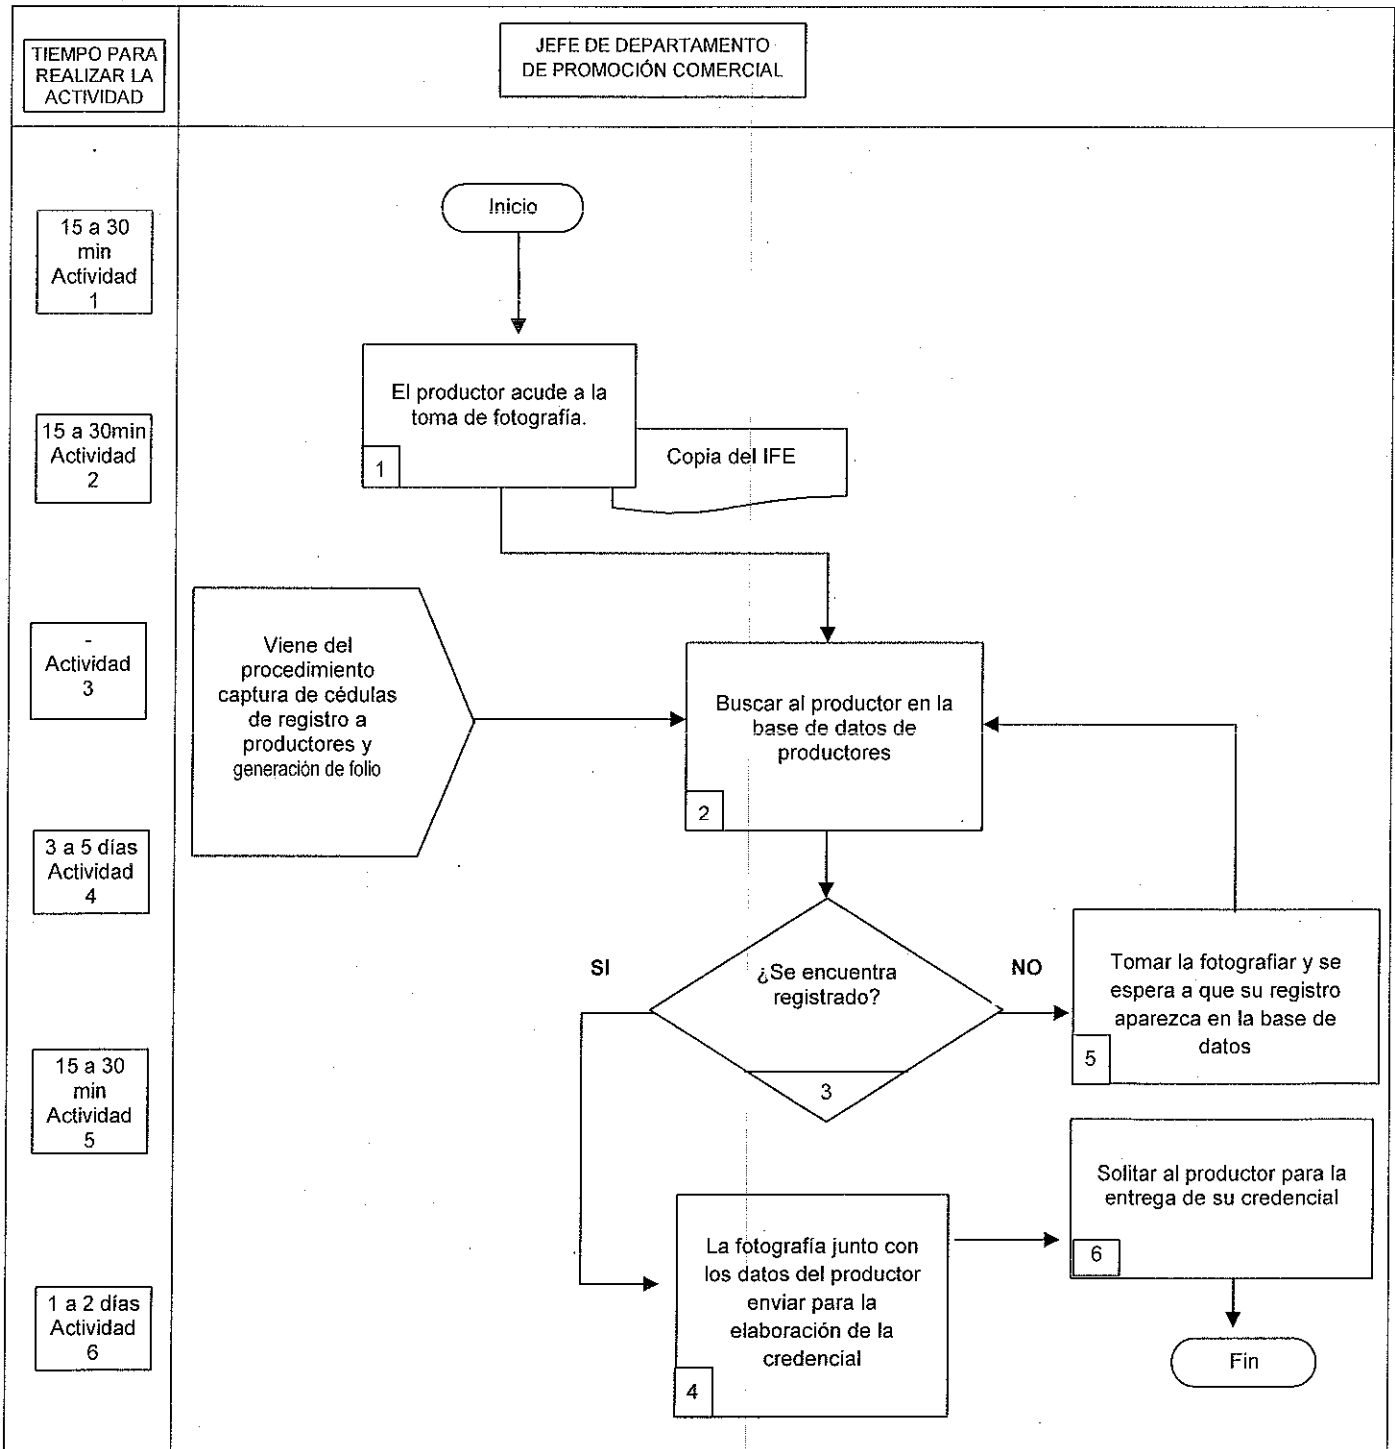 TIEMPO PARA
REALIZAR LA
ACTIVIDAD
JEFE DE DEPARTAMENTO
DE PROMOCIÓN COMERCIAL
15 a 30
min
Actividad
1
15 a 30min
Actividad
2
-
Actividad
3
3 a 5 días
Actividad
4
15 a 30
min
Actividad
5
1 a 2 días
Actividad
6
Inicio
El productor acude a la
toma de fotografía.
1
Copia del IFE
Viene del
procedimiento
captura de cédulas
de registro a
productores y
generación de folio
Buscar al productor en la
base de datos de
productores
2
¿Se encuentra
registrado?
3
SI
NO
Tomar la fotografiar y se
espera a que su registro
aparezca en la base de
datos
5
La fotografía junto con
los datos del productor
enviar para la
elaboración de la
credencial
4
Solitar al productor para la
entrega de su credencial
6
Fin